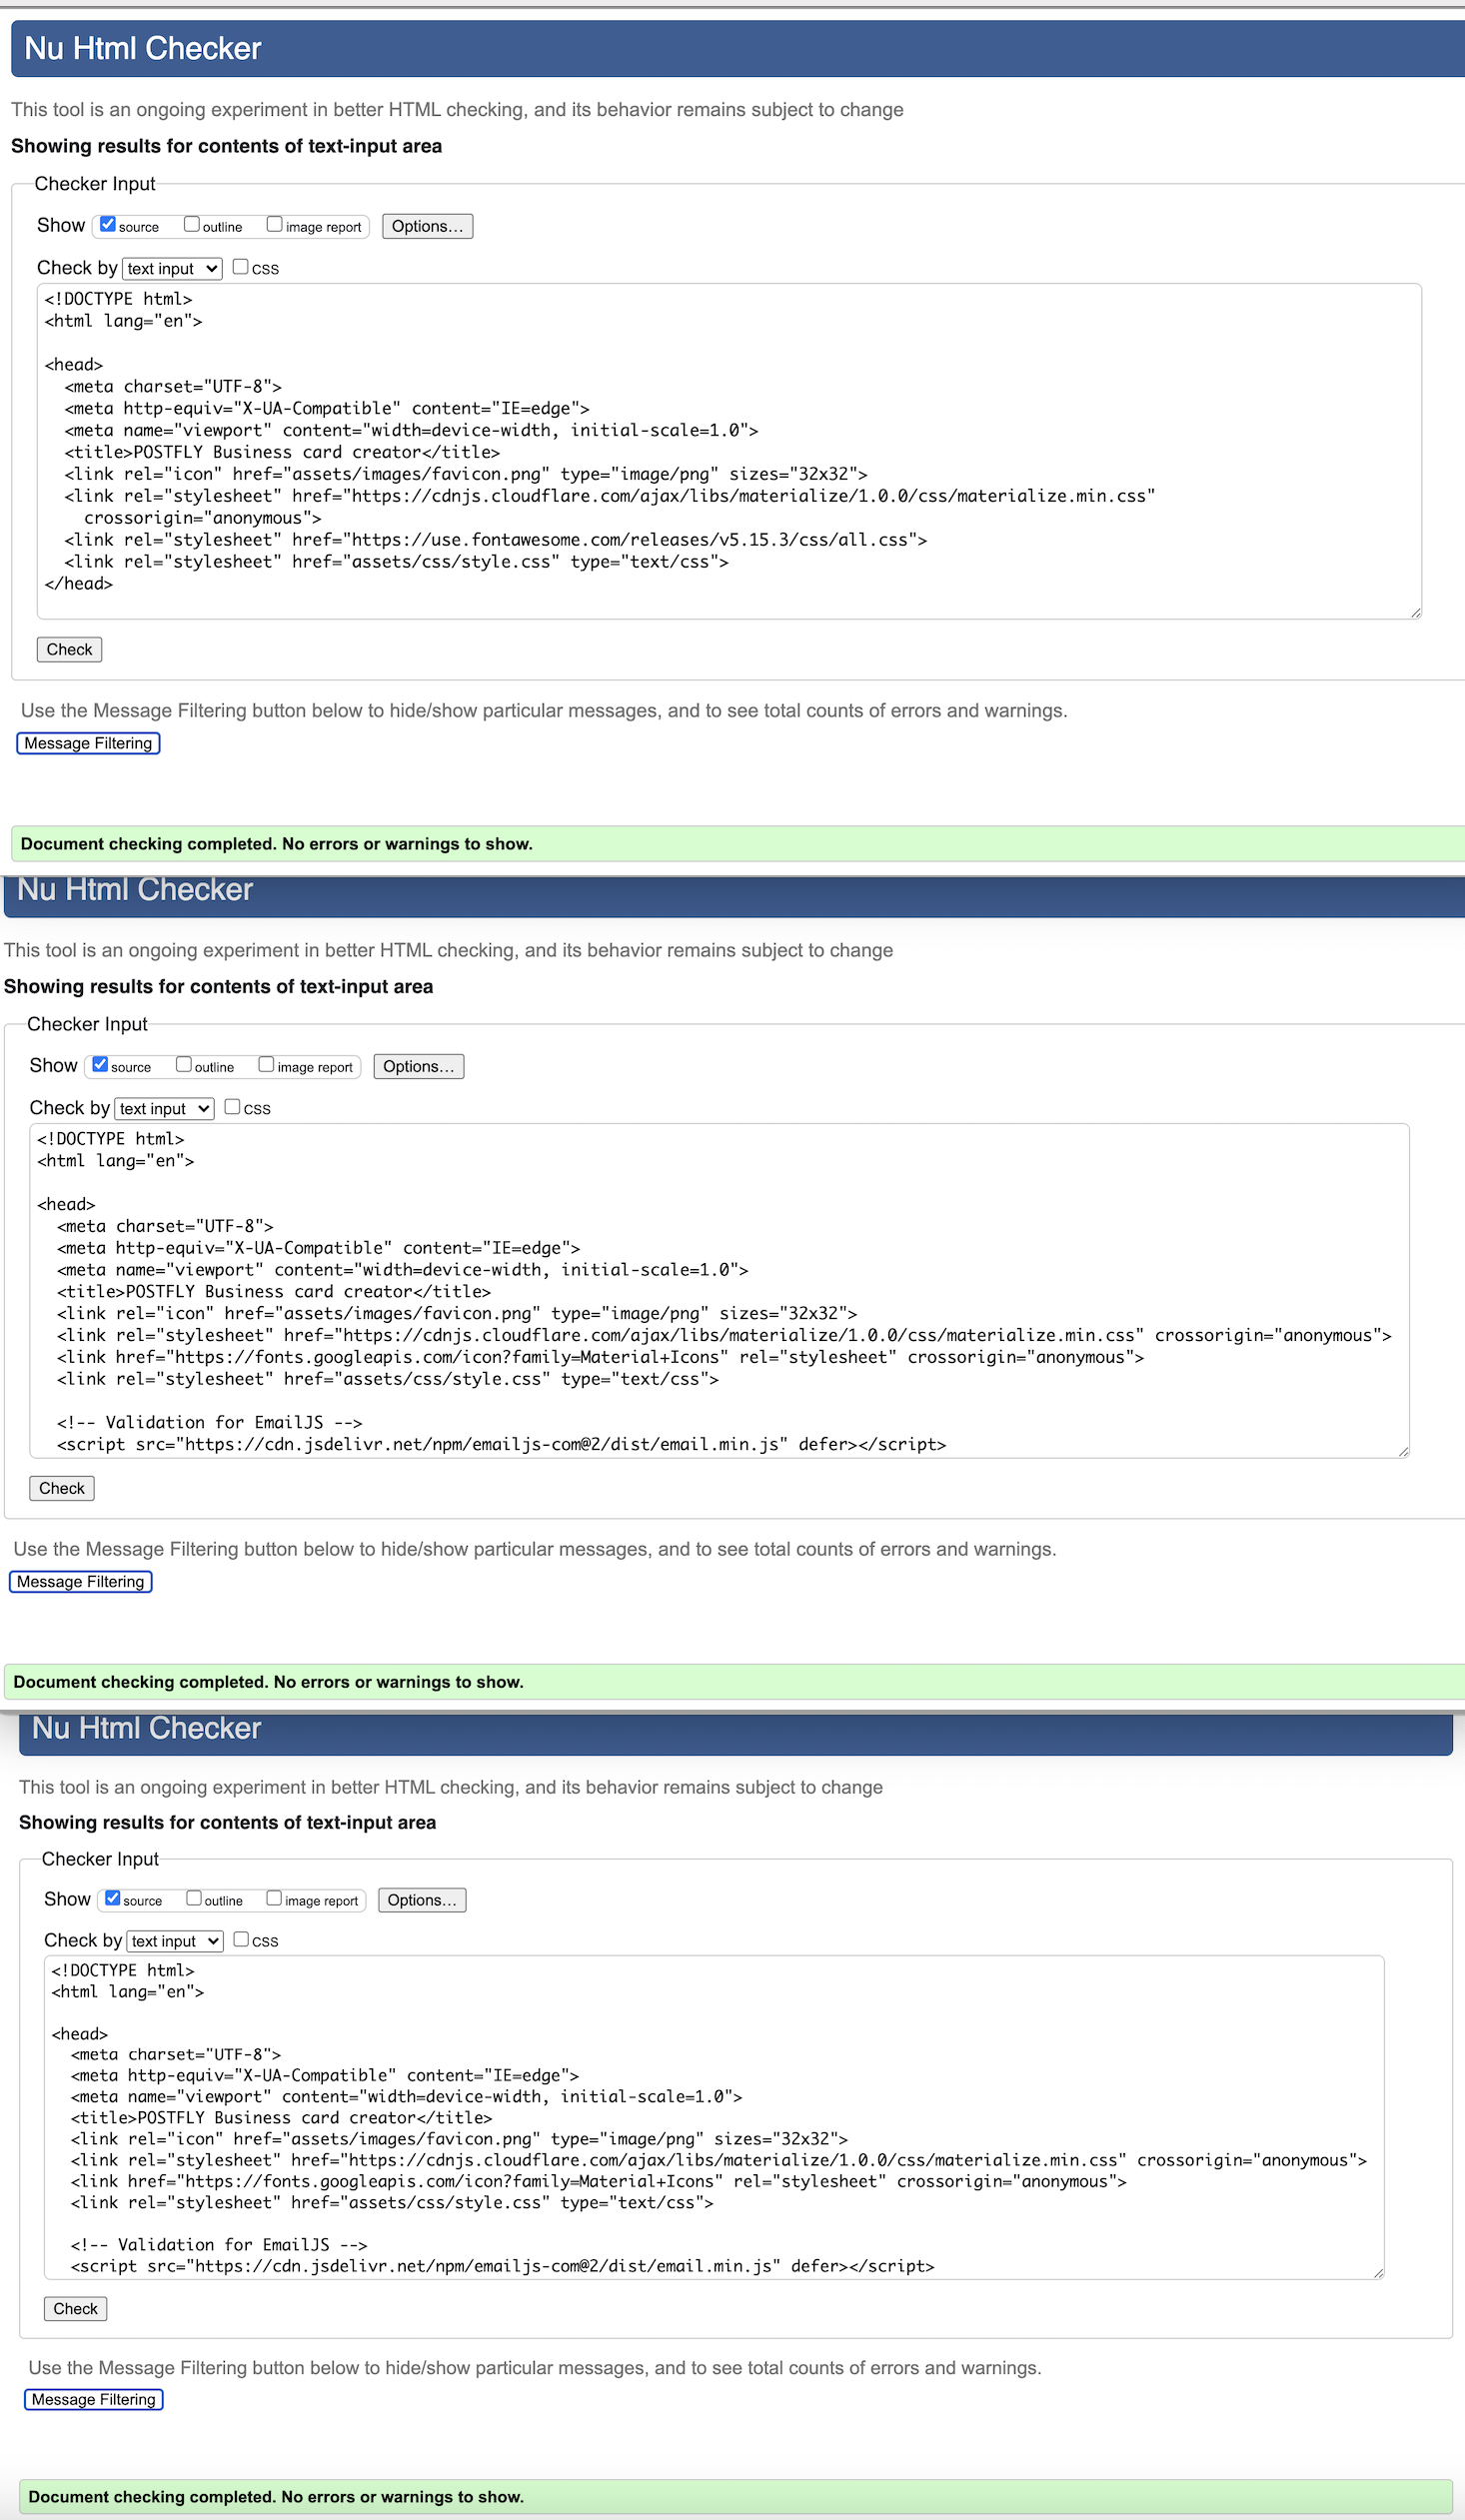 Nu Html Checker
This tool is an ongoing experiment in better HTML checking, and its behavior remains subject to change
Showing results for contents of text-input area
Checker Input
Show source outline image report Options...
Check by text input CSS
<!DOCTYPE html>
<html lang="en">
<head>
<meta charset="UTF-8">
<meta http-equiv="X-UA-Compatible" content="IE=edge">
<meta name="viewport" content="width=device-width, initial-scale=1.0">
<title>POSTFLY Business card creator</title>
<link rel="icon" href="assets/images/favicon.png" type="image/png" sizes="32x32">
<link rel="stylesheet" href="https://cdnjs.cloudflare.com/ajax/libs/materialize/1.0.0/css/materialize.min.css"
crossorigin="anonymous">
<link rel="stylesheet" href="https://use.fontawesome.com/releases/v5.15.3/css/all.css">
<link rel="stylesheet" href="assets/css/style.css" type="text/css">
</head>
Check
Use the Message Filtering button below to hide/show particular messages, and to see total counts of errors and warnings.
Message Filtering
Document checking completed. No errors or warnings to show.
Nu Html Checker
This tool is an ongoing experiment in better HTML checking, and its behavior remains subject to change
Showing results for contents of text-input area
Checker Input
Show source outline image report Options...
Check by text input CSS
<!DOCTYPE html>
<html lang="en">
<head>
<meta charset="UTF-8">
<meta http-equiv="X-UA-Compatible" content="IE=edge">
<meta name="viewport" content="width=device-width, initial-scale=1.0">
<title>POSTFLY Business card creator</title>
<link rel="icon" href="assets/images/favicon.png" type="image/png" sizes="32x32">
<link rel="stylesheet" href="https://cdnjs.cloudflare.com/ajax/libs/materialize/1.0.0/css/materialize.min.css" crossorigin="anonymous">
<link href="https://fonts.googleapis.com/icon?family=Material+Icons" rel="stylesheet" crossorigin="anonymous">
<link rel="stylesheet" href="assets/css/style.css" type="text/css">
<!-- Validation for EmailJS -->
<script src="https://cdn.jsdelivr.net/npm/emailjs-com@2/dist/email.min.js" defer></script>
Check
Use the Message Filtering button below to hide/show particular messages, and to see total counts of errors and warnings.
Message Filtering
Document checking completed. No errors or warnings to show.
Nu Html Checker
This tool is an ongoing experiment in better HTML checking, and its behavior remains subject to change
Showing results for contents of text-input area
Checker Input
Show source outline image report Options...
Check by text input CSS
<!DOCTYPE html>
<html lang="en">
<head>
<meta charset="UTF-8">
<meta http-equiv="X-UA-Compatible" content="IE=edge">
<meta name="viewport" content="width=device-width, initial-scale=1.0">
<title>POSTFLY Business card creator</title>
<link rel="icon" href="assets/images/favicon.png" type="image/png" sizes="32x32">
<link rel="stylesheet" href="https://cdnjs.cloudflare.com/ajax/libs/materialize/1.0.0/css/materialize.min.css" crossorigin="anonymous">
<link href="https://fonts.googleapis.com/icon?family=Material+Icons" rel="stylesheet" crossorigin="anonymous">
<link rel="stylesheet" href="assets/css/style.css" type="text/css">
<!-- Validation for EmailJS -->
<script src="https://cdn.jsdelivr.net/npm/emailjs-com@2/dist/email.min.js" defer></script>
Check
Use the Message Filtering button below to hide/show particular messages, and to see total counts of errors and warnings.
Message Filtering
Document checking completed. No errors or warnings to show.